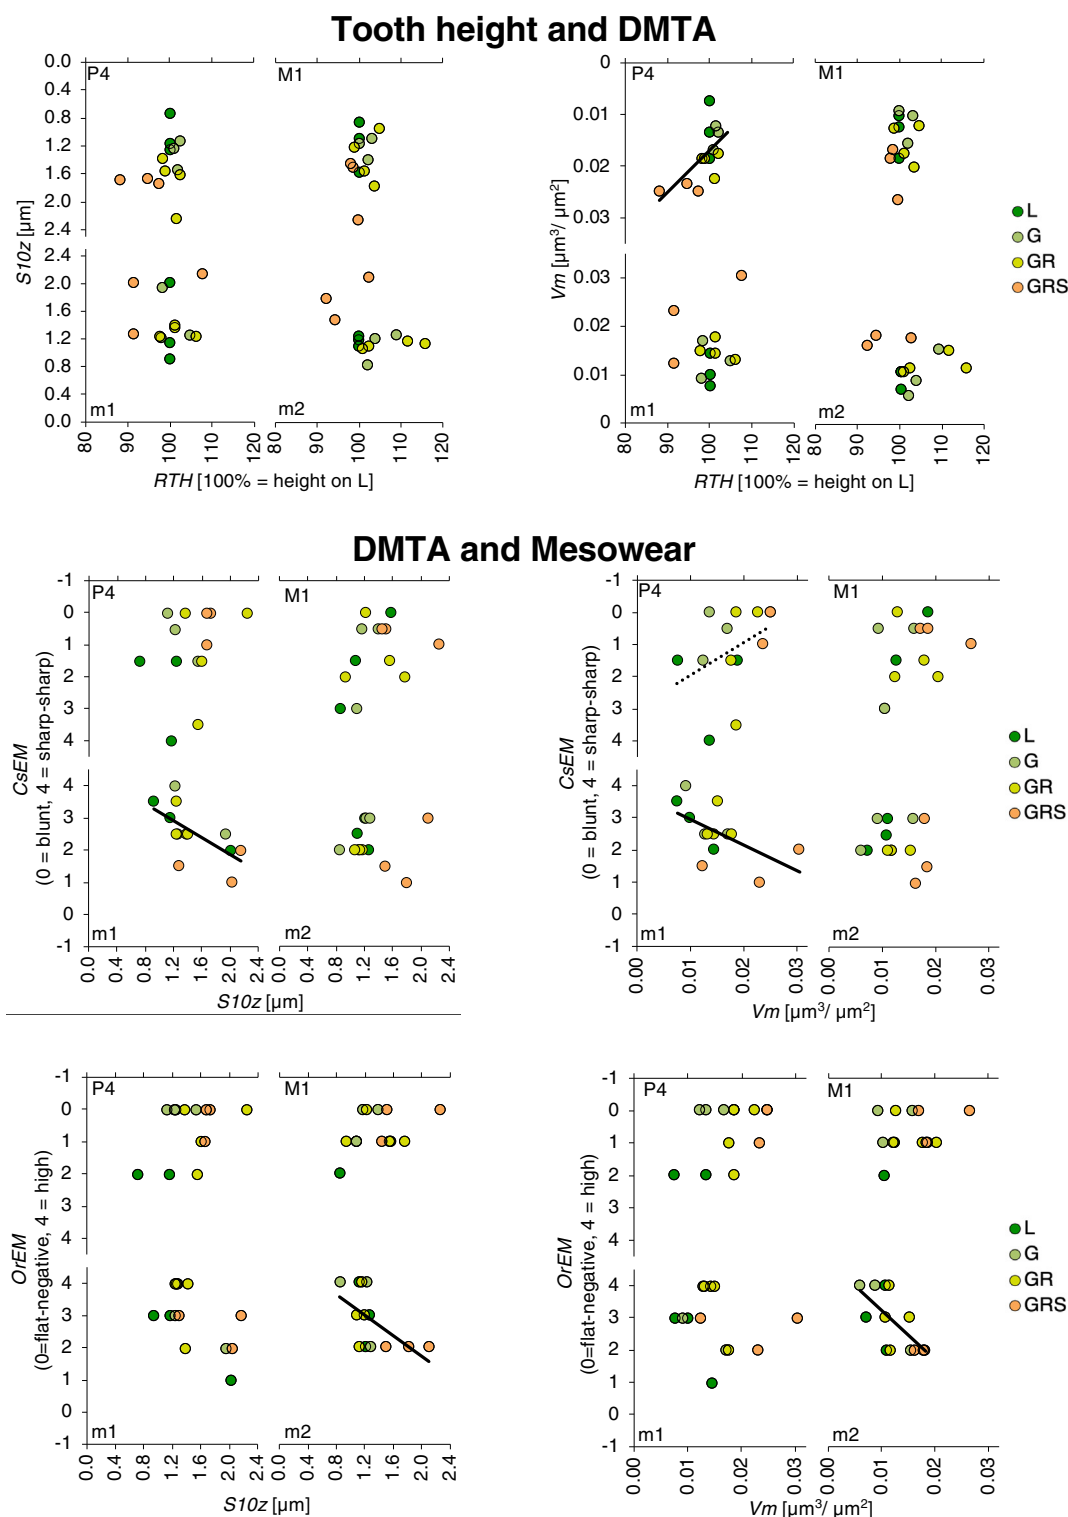 Tooth height and DMTA
0.0
0.4
0.8
1.2
1.6
2.0
2.4
2.4
2.0
1.6
1.2
0.8
0.4
0.0
S10z [µm]
P4
M1
m1
m2
80
90
100
110
120
80
90
100
110
120
RTH [100% = height on L]
0
0.01
0.02
0.03
0.03
0.02
0.01
0
Vm [µm³/ µm²]
P4
M1
m1
m2
80
90
100
110
120
80
90
100
110
120
RTH [100% = height on L]
L
G
GR
GRS
DMTA and Mesowear
-1
0
1
2
3
4
4
3
2
1
0
-1
CsEM
(0 = blunt, 4 = sharp-sharp)
P4
M1
m1
m2
0.0
0.4
0.8
1.2
1.6
2.0
2.4
0.0
0.4
0.8
1.2
1.6
2.0
2.4
S10z [µm]
-1
0
1
2
3
4
4
3
2
1
0
-1
CsEM
(0 = blunt, 4 = sharp-sharp)
P4
M1
m1
m2
0.00
0.01
0.02
0.03
0.00
0.01
0.02
0.03
Vm [µm³/ µm²]
L
G
GR
GRS
-1
0
1
2
3
4
4
3
2
1
0
-1
OrEM
(0=flat-negative, 4 = high)
P4
M1
m1
m2
0.0
0.4
0.8
1.2
1.6
2.0
2.4
0.0
0.4
0.8
1.2
1.6
2.0
2.4
S10z [µm]
-1
0
1
2
3
4
4
3
2
1
0
-1
OrEM
(0=flat-negative, 4 = high)
P4
M1
m1
m2
0.00
0.01
0.02
0.03
0.00
0.01
0.02
0.03
Vm [µm³/ µm²]
L
G
GR
GRS